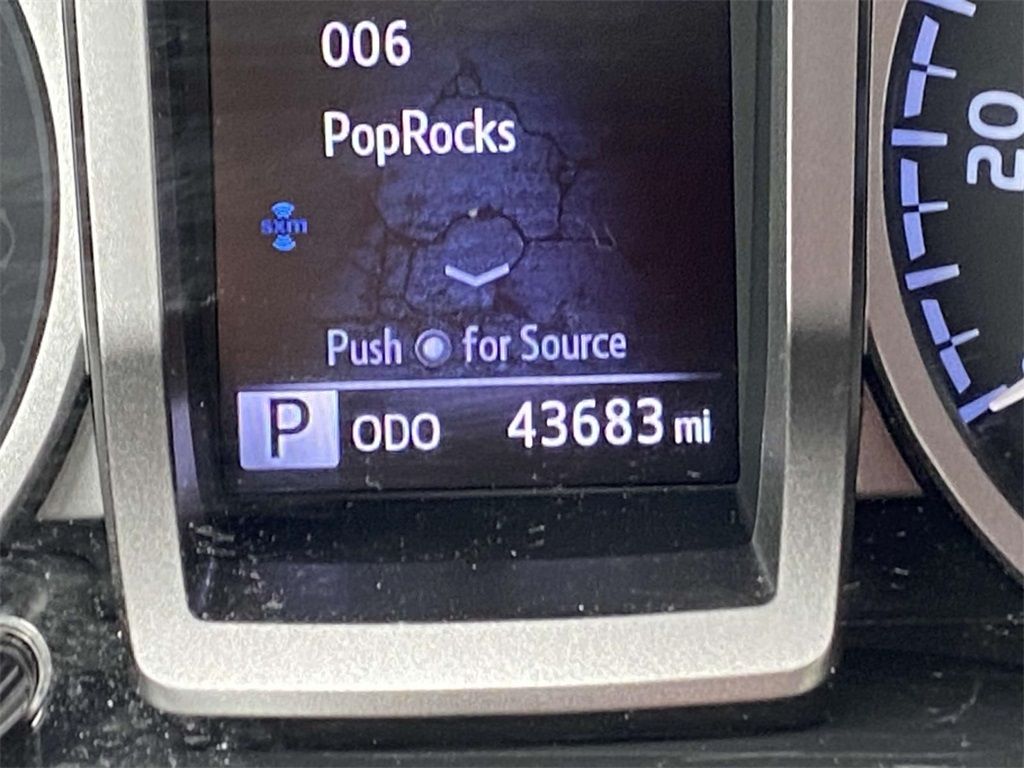 006
PopRocks
sxm
Push for Source
P ODO 43683 mi
20